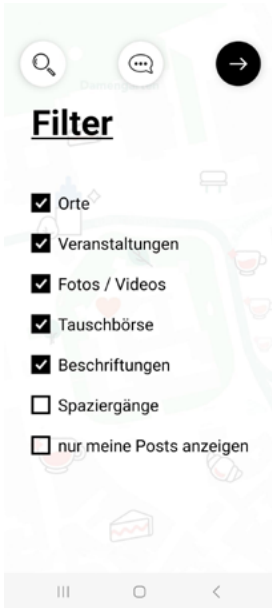 Filter
Orte
Veranstaltungen
Fotos / Videos
Tauschbörse
Beschriftungen
Spaziergänge
nur meine Posts anzeigen